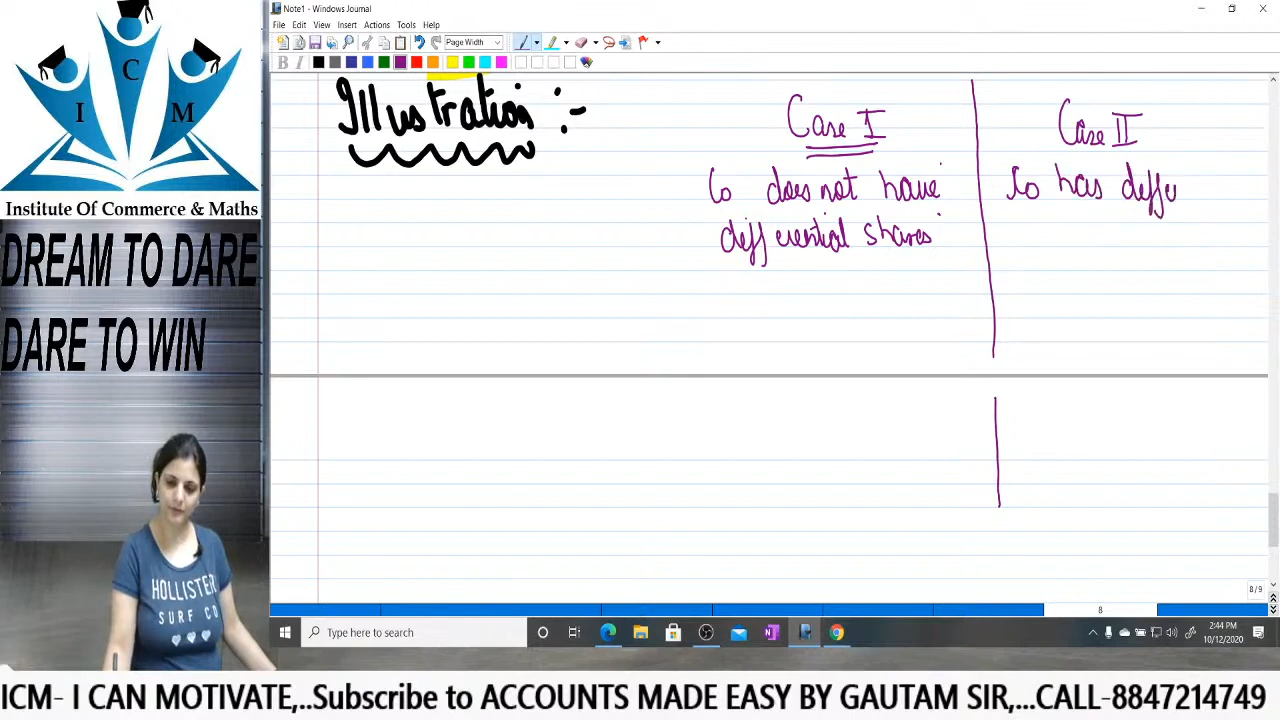 Note1 - Windows Journal
File Edit View Insert Actions Tools Help
Page Width
B I
C
I
M
Institute Of Commerce & Maths
DREAM TO DARE
DARE TO WIN
Illustration :-
Case I
Co does not have
differential shares
Case II
Co has diffe
HOLLISTER
SURF CO
8/9
8
Type here to search
2:44 PM
10/12/2020
ICM- I CAN MOTIVATE,..Subscribe to ACCOUNTS MADE EASY BY GAUTAM SIR,...CALL-8847214749